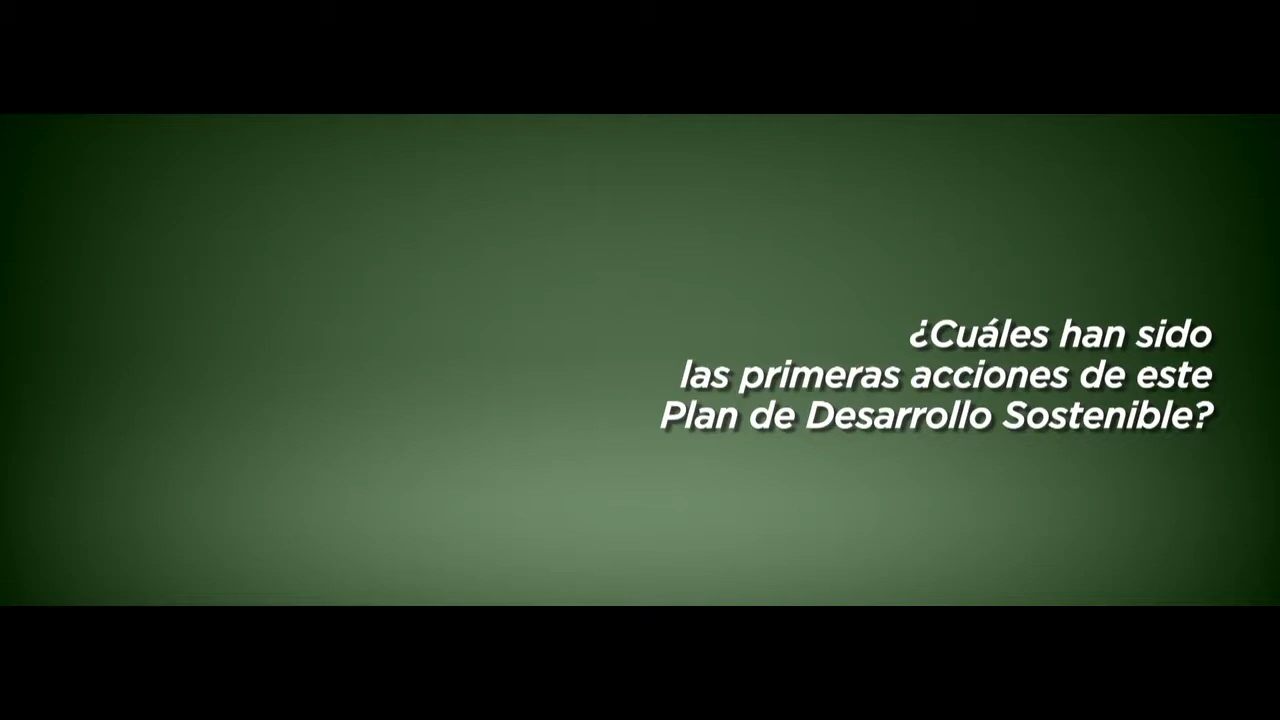 ¿Cuáles han sido
las primeras acciones de este
Plan de Desarrollo Sostenible?